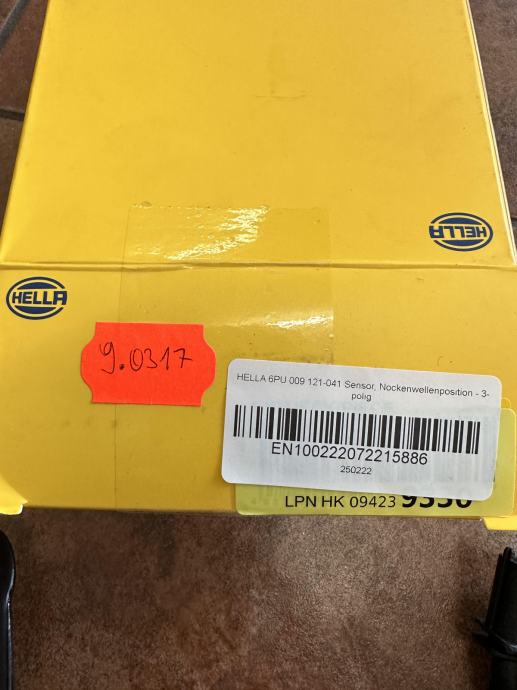 HELLA
HELLA
9.0317
HELLA 6PU 009 121-041 Sensor, Nockenwellenposition - 3-
polig
EN100222072215886
250222
LPN HK 09423